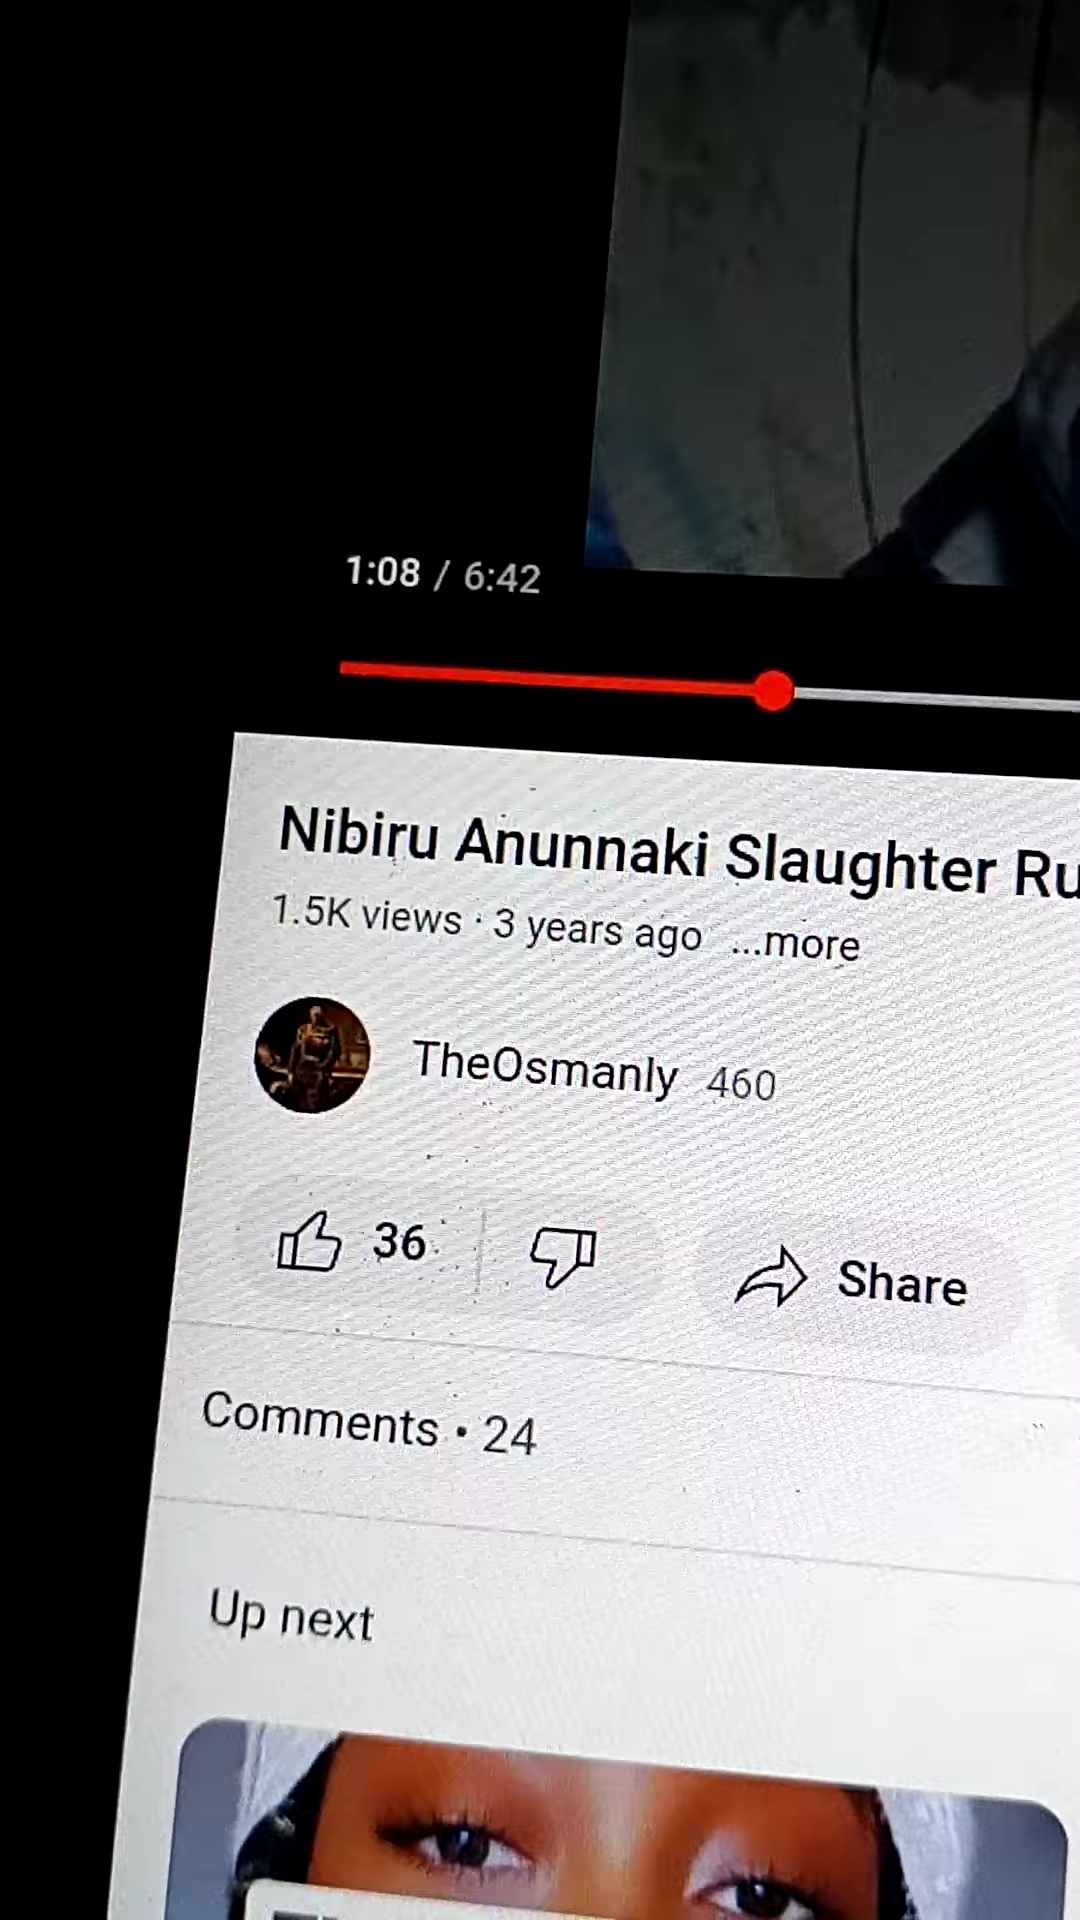 1:08 / 6:42
Nibiru Anunnaki Slaughter Ru
1.5K views · 3 years ago ...more
TheOsmanly 460
36 Share
Comments • 24
Up next